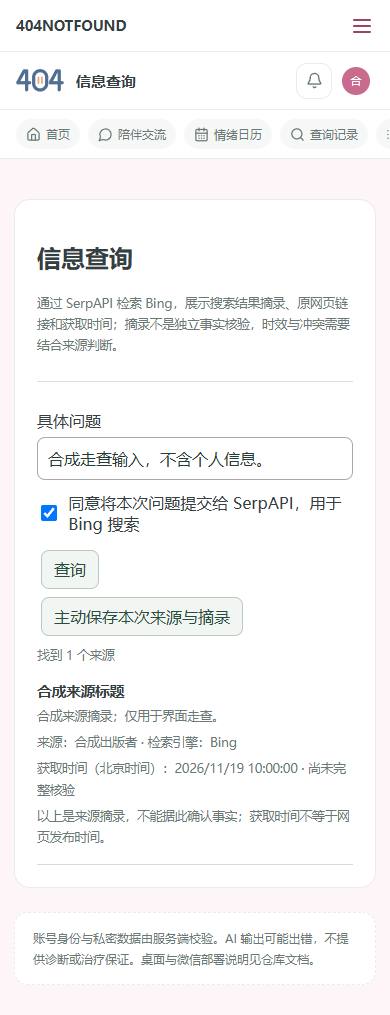 404NOTFOUND
404 信息查询
合
首页 陪伴交流 情绪日历 查询记录
信息查询
通过 SerpAPI 检索 Bing，展示搜索结果摘录、原网页链
接和获取时间；摘录不是独立事实核验，时效与冲突需要
结合来源判断。
具体问题
合成走查输入，不含个人信息。
同意将本次问题提交给 SerpAPI，用于
Bing 搜索
查询
主动保存本次来源与摘录
找到 1 个来源
合成来源标题
合成来源摘录；仅用于界面走查。
来源：合成出版者 · 检索引擎：Bing
获取时间（北京时间）：2026/11/19 10:00:00 · 尚未完
整核验
以上是来源摘录，不能据此确认事实；获取时间不等于网
页发布时间。
账号身份与私密数据由服务端校验。AI 输出可能出错，不提
供诊断或治疗保证。桌面与微信部署说明见仓库文档。